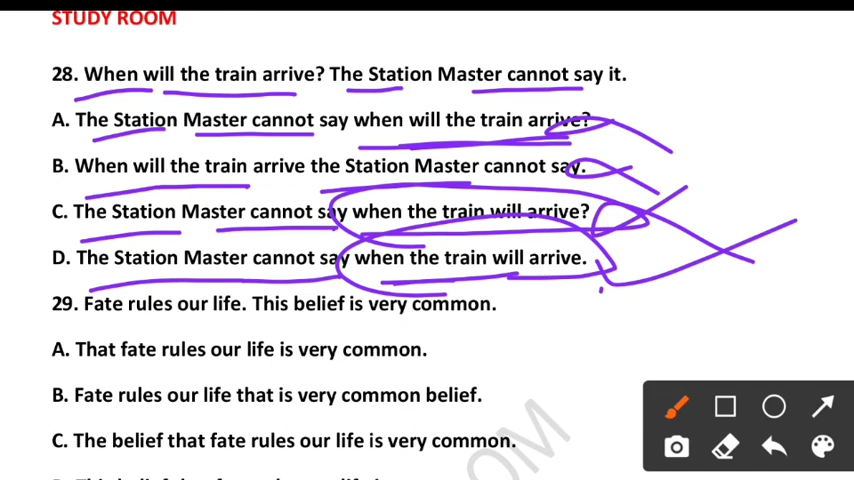 STUDY ROOM
28. When will the train arrive? The Station Master cannot say it.
A. The Station Master cannot say when will the train arrive?
B. When will the train arrive the Station Master cannot say.
C. The Station Master cannot say when the train will arrive?
D. The Station Master cannot say when the train will arrive.
29. Fate rules our life. This belief is very common.
A. That fate rules our life is very common.
B. Fate rules our life that is very common belief.
C. The belief that fate rules our life is very common.